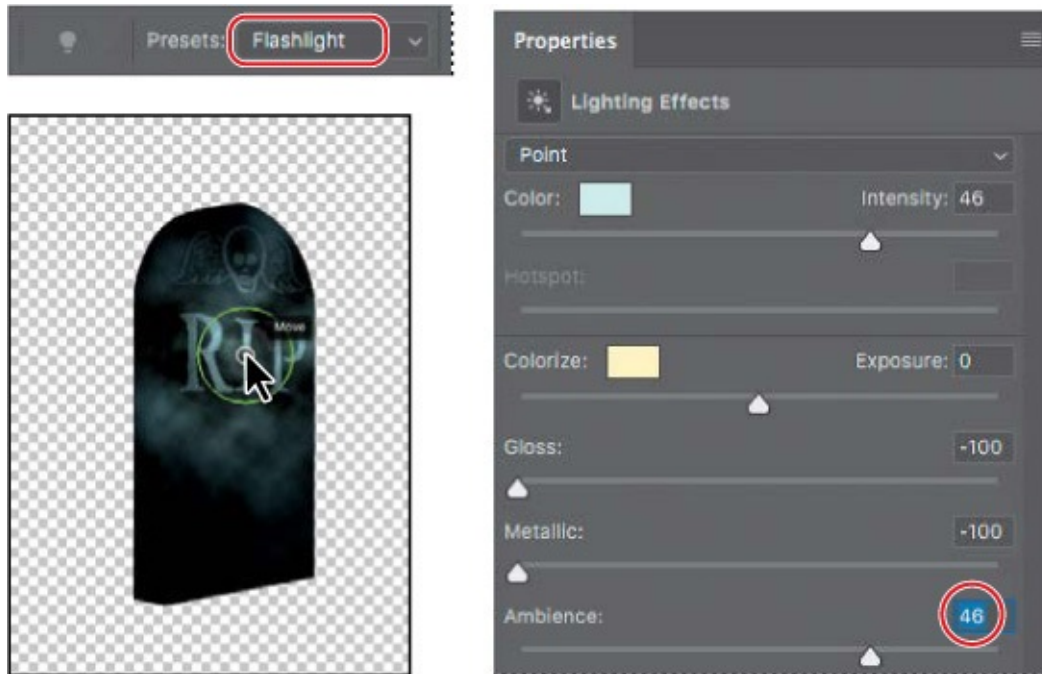 Presets: Flashlight
RIP
Move
Properties
Lighting Effects
Point
Color:
Intensity: 46
Hotspot:
Colorize:
Exposure: 0
Gloss:
-100
Metallic:
-100
Ambience:
46